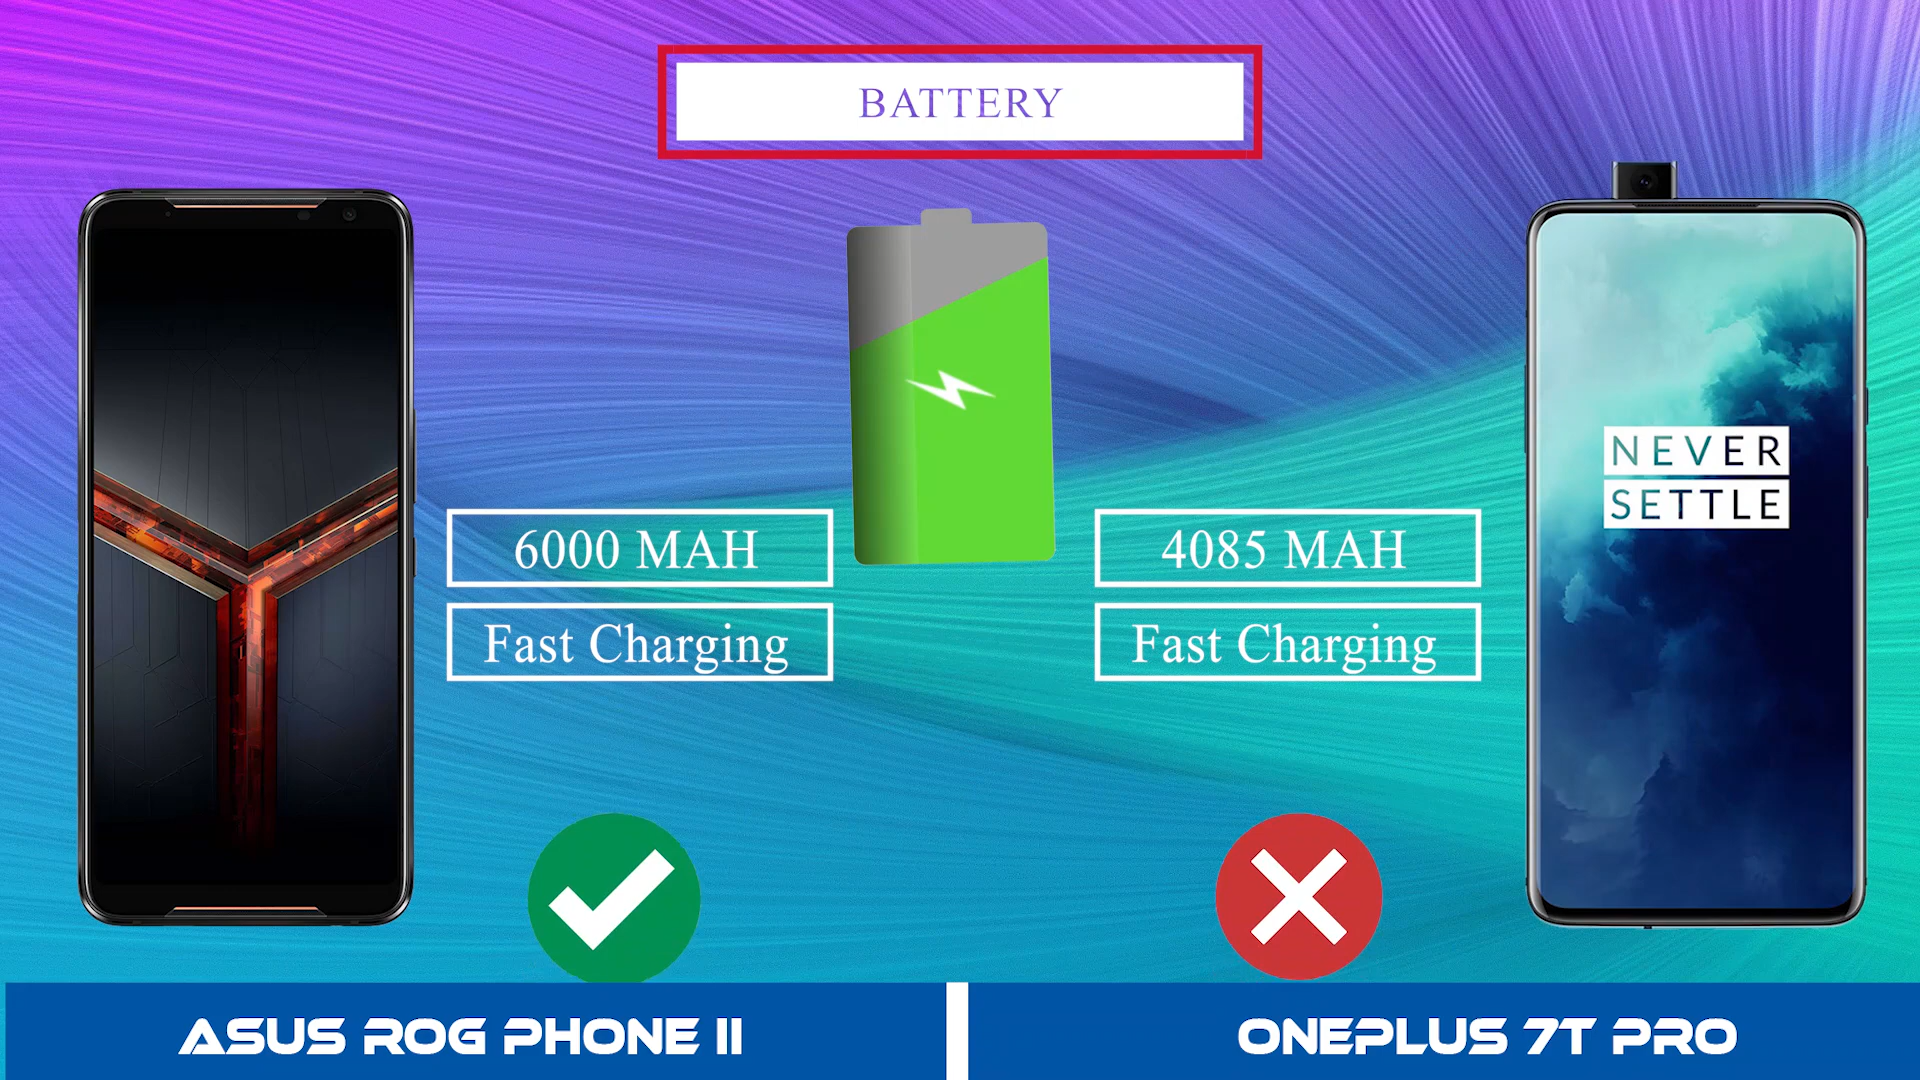 BATTERY
6000 MAH
Fast Charging
4085 MAH
Fast Charging
NEVER
SETTLE
ASUS ROG PHONE II
ONEPLUS 7T PRO